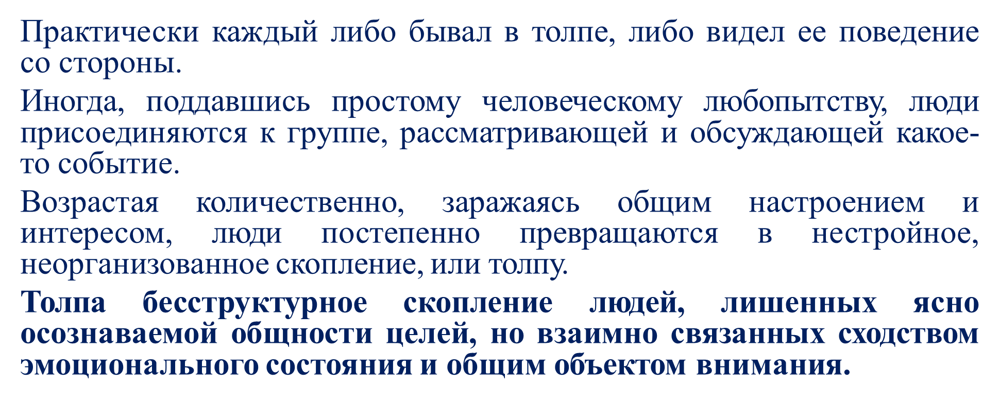 Практически каждый либо бывал в толпе, либо видел ее поведение
со стороны.
Иногда, поддавшись простому человеческому любопытству, люди
присоединяются к группе, рассматривающей и обсуждающей какое-
то событие.
Возрастая количественно, заражаясь общим настроением и
интересом, люди постепенно превращаются в нестройное,
неорганизованное скопление, или толпу.
Толпа бесструктурное скопление людей, лишенных ясно
осознаваемой общности целей, но взаимно связанных сходством
эмоционального состояния и общим объектом внимания.